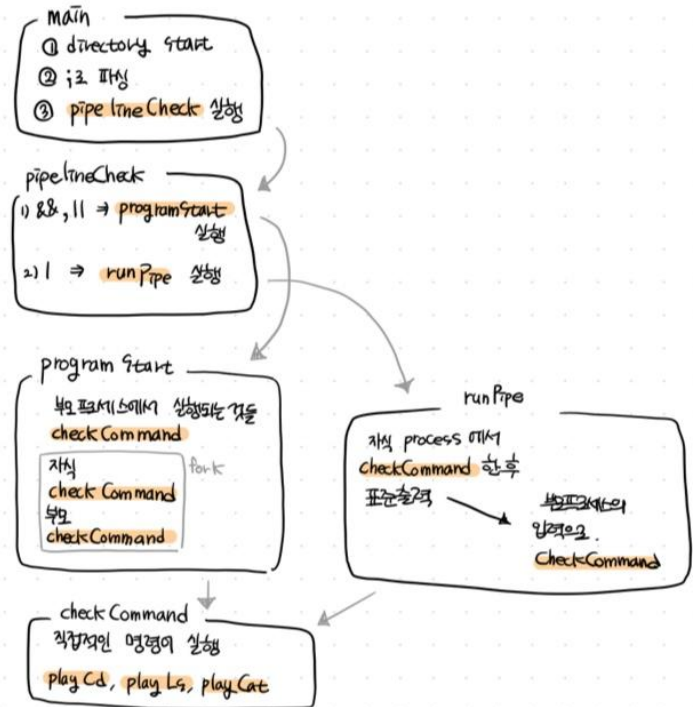 main
① directory start
② ;로 파싱
③ pipelineCheck 실행
pipelineCheck
1) &&, || ⇒ programStart
실행
2) | ⇒ runPipe 실행
program Start
부모 프로세스에서 실행되는 것들
checkCommand
자식
fork
check Command
부모
checkCommand
runPipe
자식 process 에서
checkCommand 한 후
표준출력
부모프로세스의
입력으로.
CheckCommand
check Command
직접적인 명령어 실행
play Cd, play Ls, play Cat